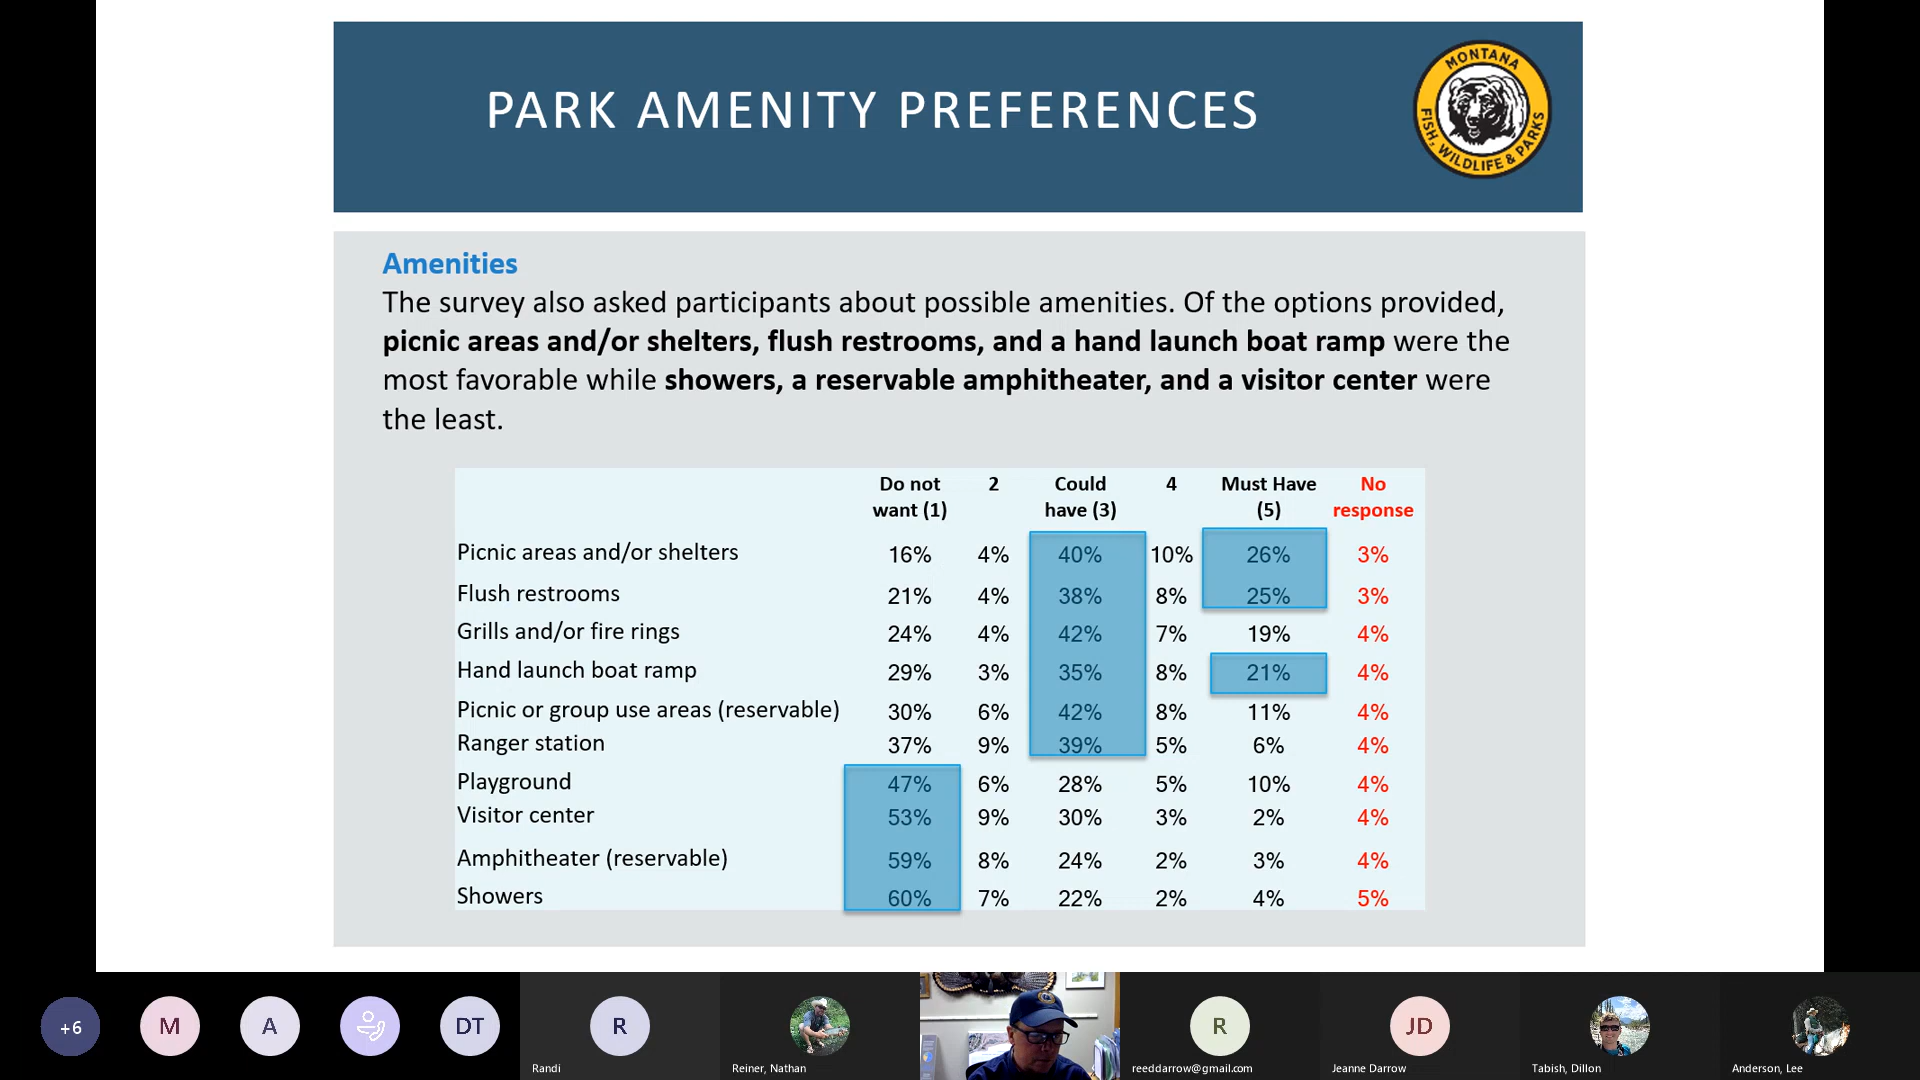 PARK AMENITY PREFERENCES
MONTANA
FISH, WILDLIFE & PARKS
Amenities
The survey also asked participants about possible amenities. Of the options provided,
picnic areas and/or shelters, flush restrooms, and a hand launch boat ramp were the
most favorable while showers, a reservable amphitheater, and a visitor center were
the least.
Do not want (1) 2 Could have (3) 4 Must Have (5) No response
Picnic areas and/or shelters 16% 4% 40% 10% 26% 3%
Flush restrooms 21% 4% 38% 8% 25% 3%
Grills and/or fire rings 24% 4% 42% 7% 19% 4%
Hand launch boat ramp 29% 3% 35% 8% 21% 4%
Picnic or group use areas (reservable) 30% 6% 42% 8% 11% 4%
Ranger station 37% 9% 39% 5% 6% 4%
Playground 47% 6% 28% 5% 10% 4%
Visitor center 53% 9% 30% 3% 2% 4%
Amphitheater (reservable) 59% 8% 24% 2% 3% 4%
Showers 60% 7% 22% 2% 4% 5%
+6 M A DT R R JD
Randi Reiner, Nathan reeddarrow@gmail.com Jeanne Darrow Tabish, Dillon Anderson, Lee